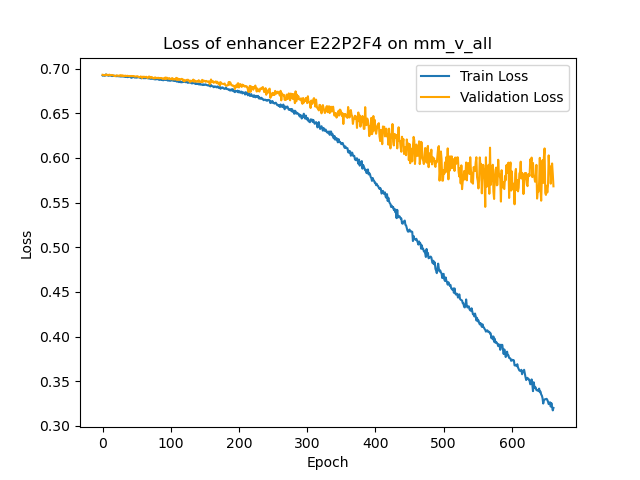 Loss of enhancer E22P2F4 on mm_v_all
Train Loss
Validation Loss
0.70
0.65
0.60
0.55
0.50
0.45
0.40
0.35
0.30
Loss
0 100 200 300 400 500 600
Epoch